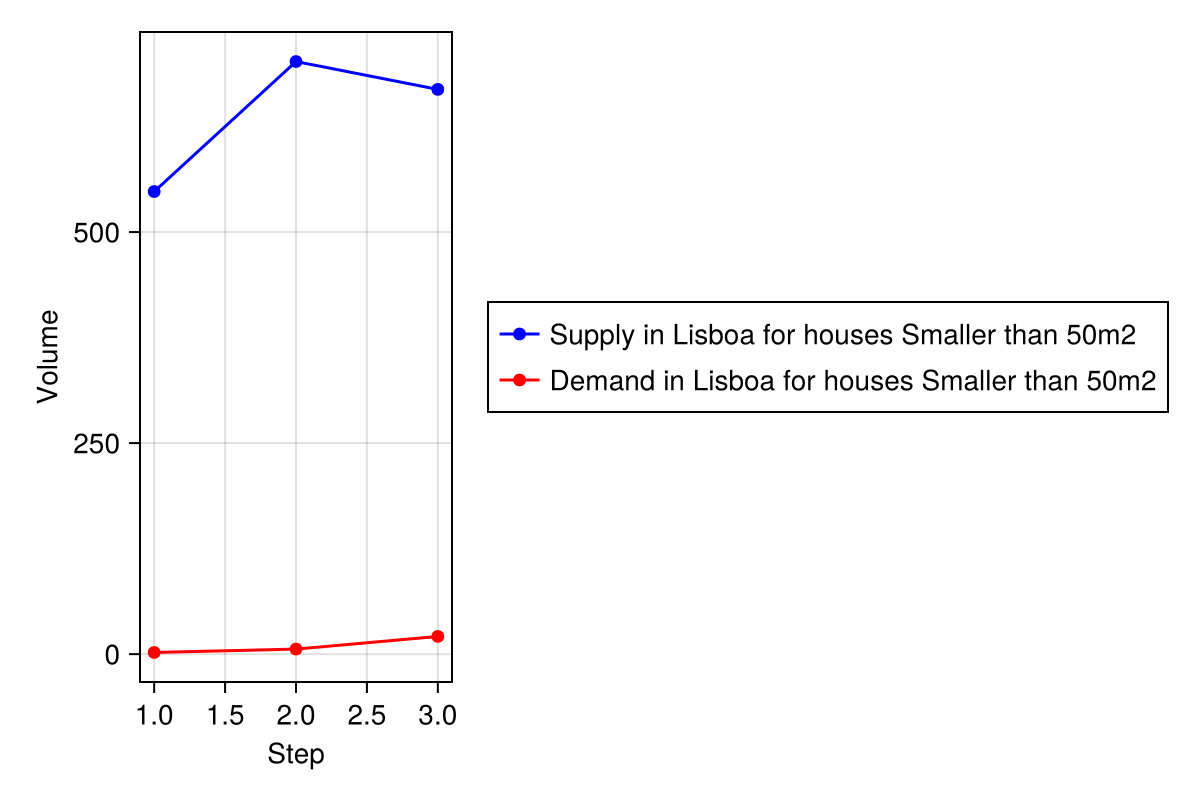 Volume
500
250
0
1.0 1.5 2.0 2.5 3.0
Step
Supply in Lisboa for houses Smaller than 50m2
Demand in Lisboa for houses Smaller than 50m2